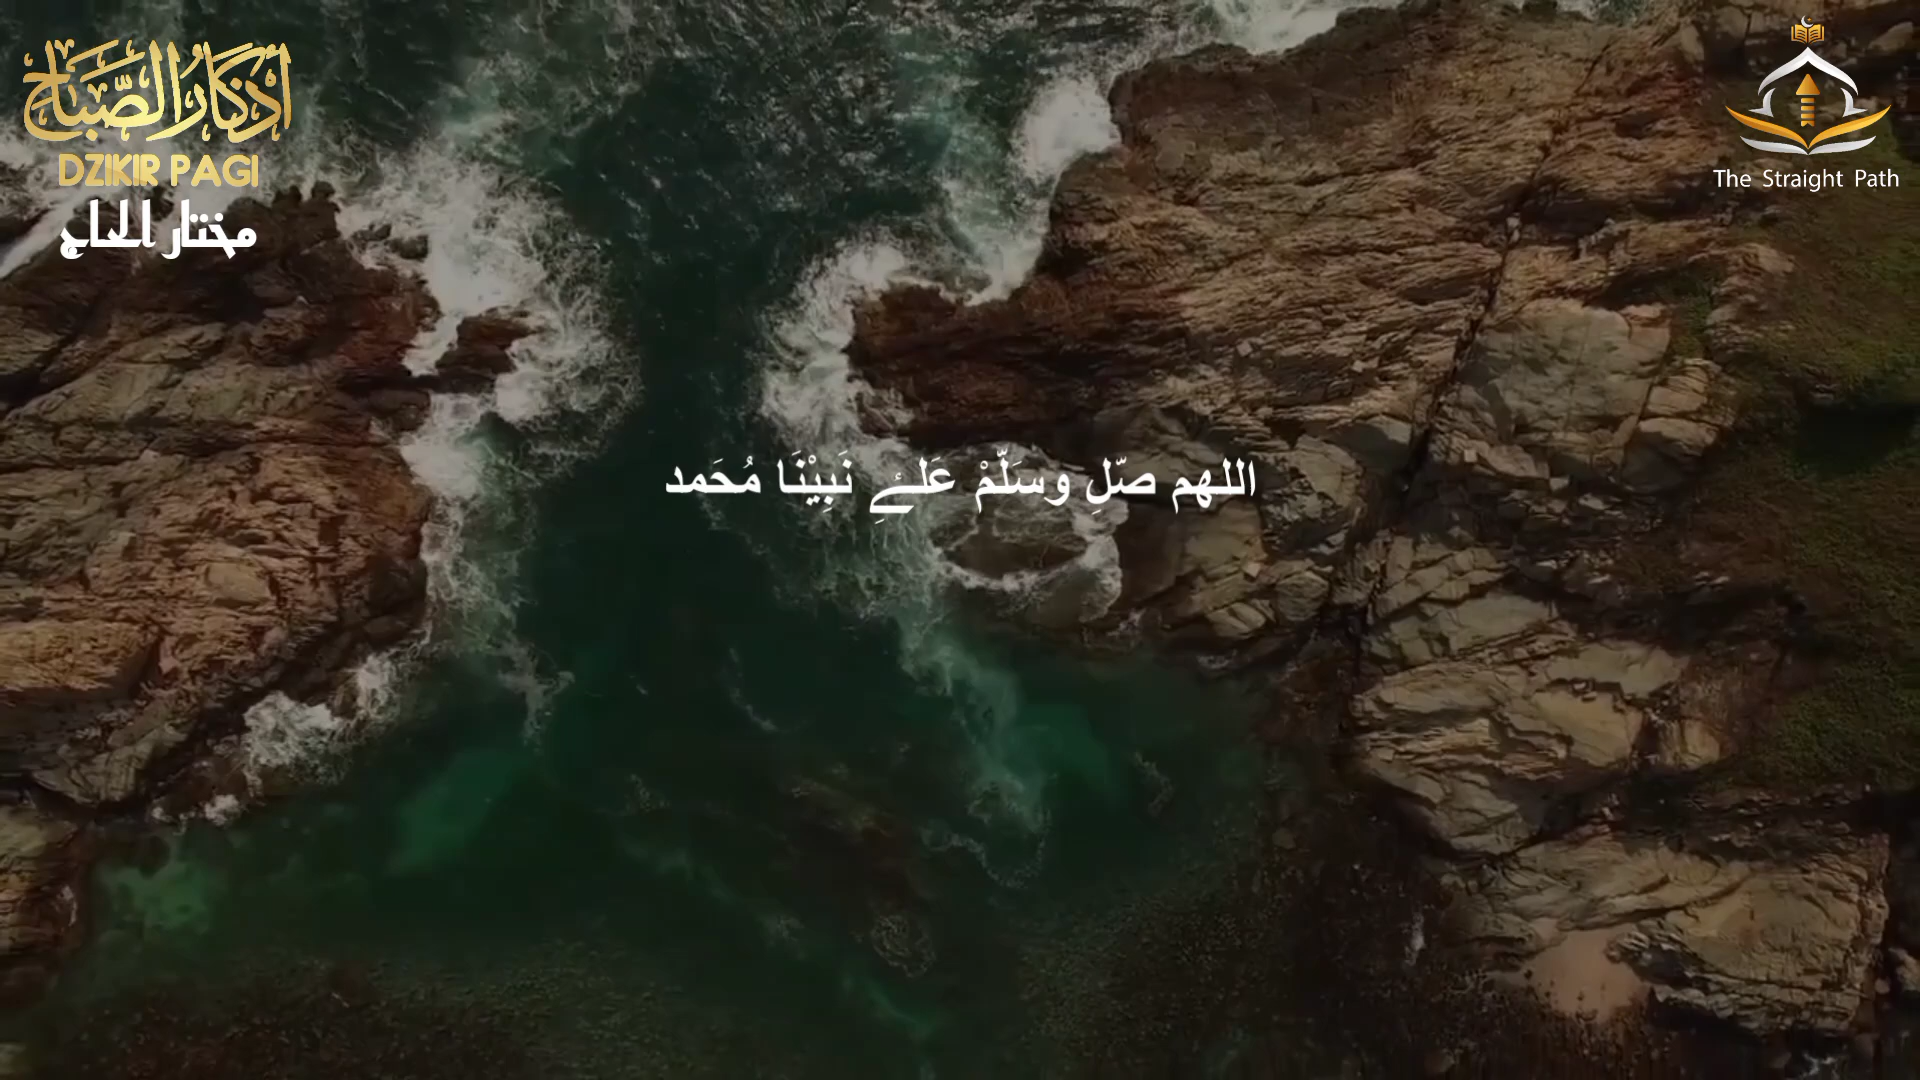 أذكار الصباح
DZIKIR PAGI
مختار الحاج
The Straight Path
اللهم صّلِ وسَلّمْ عَلےِ نَبِيْنَا مُحَمد